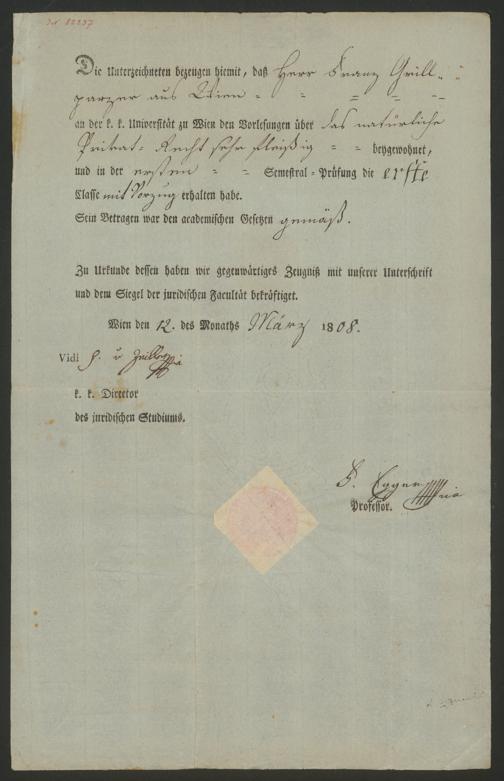 Die Unterzeichneten bezeugen hiemit, daß Herr Franz Grill-
parzer aus Wien
an der k. k. Universität zu Wien den Vorlesungen über das natürliche
Privat-Recht sehr fleißig beygewohnet,
und in der ersten Semestral-Prüfung die erste
Classe mit Vorzug erhalten habe.
Sein Betragen war den academischen Gesetzen gemäß.
Zu Urkunde dessen haben wir gegenwärtiges Zeugniß mit unserer Unterschrift
und dem Siegel der juridischen Facultät bekräftiget.
Wien den 12. des Monaths März 1808.
Vidi F. v Zeiller
k. k. Director
des juridischen Studiums.
F. Egger
Professor.